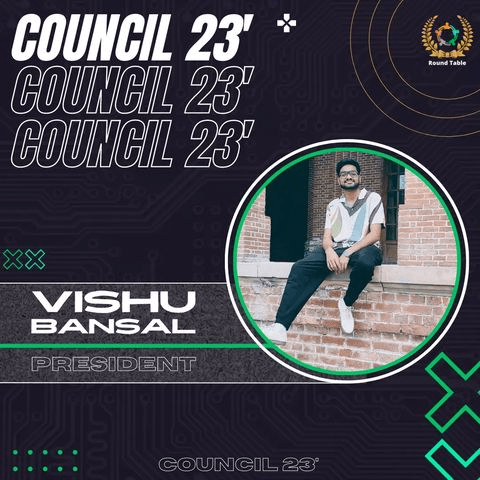 COUNCIL 23'
COUNCIL 23'
COUNCIL 23'
Round Table
VISHU
BANSAL
PRESIDENT
COUNCIL 23'